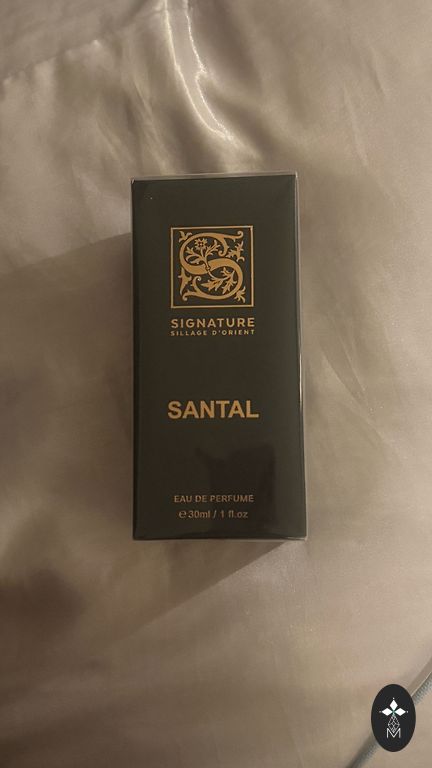 SIGNATURE
SILLAGE D'ORIENT
SANTAL
EAU DE PERFUME
℮30ml / 1 fl.oz